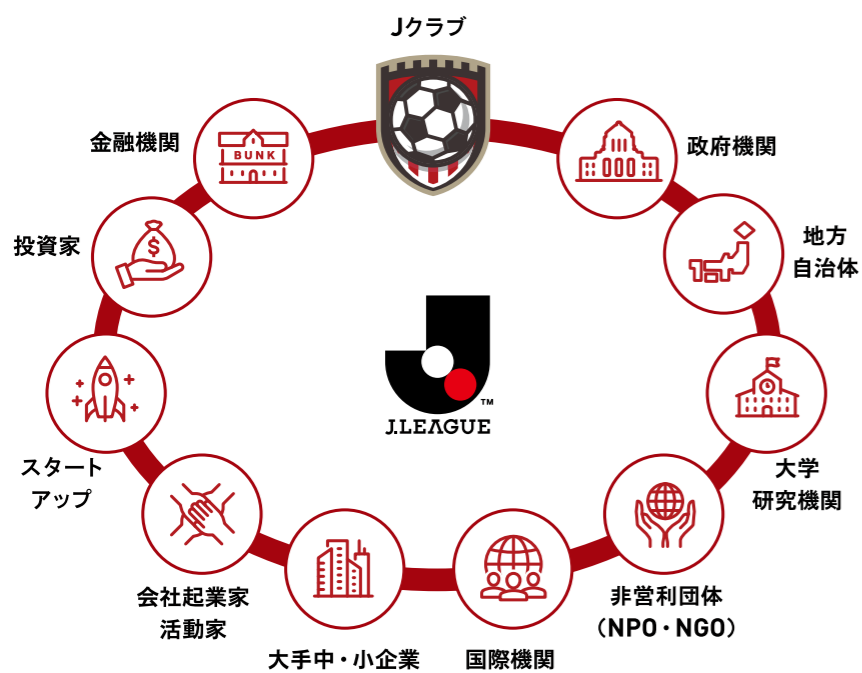 Jクラブ
金融機関
BUNK
政府機関
投資家
$
地方
自治体
J.LEAGUE
TM
スタート
アップ
大学
研究機関
会社起業家
活動家
非営利団体
(NPO・NGO)
大手中・小企業
国際機関